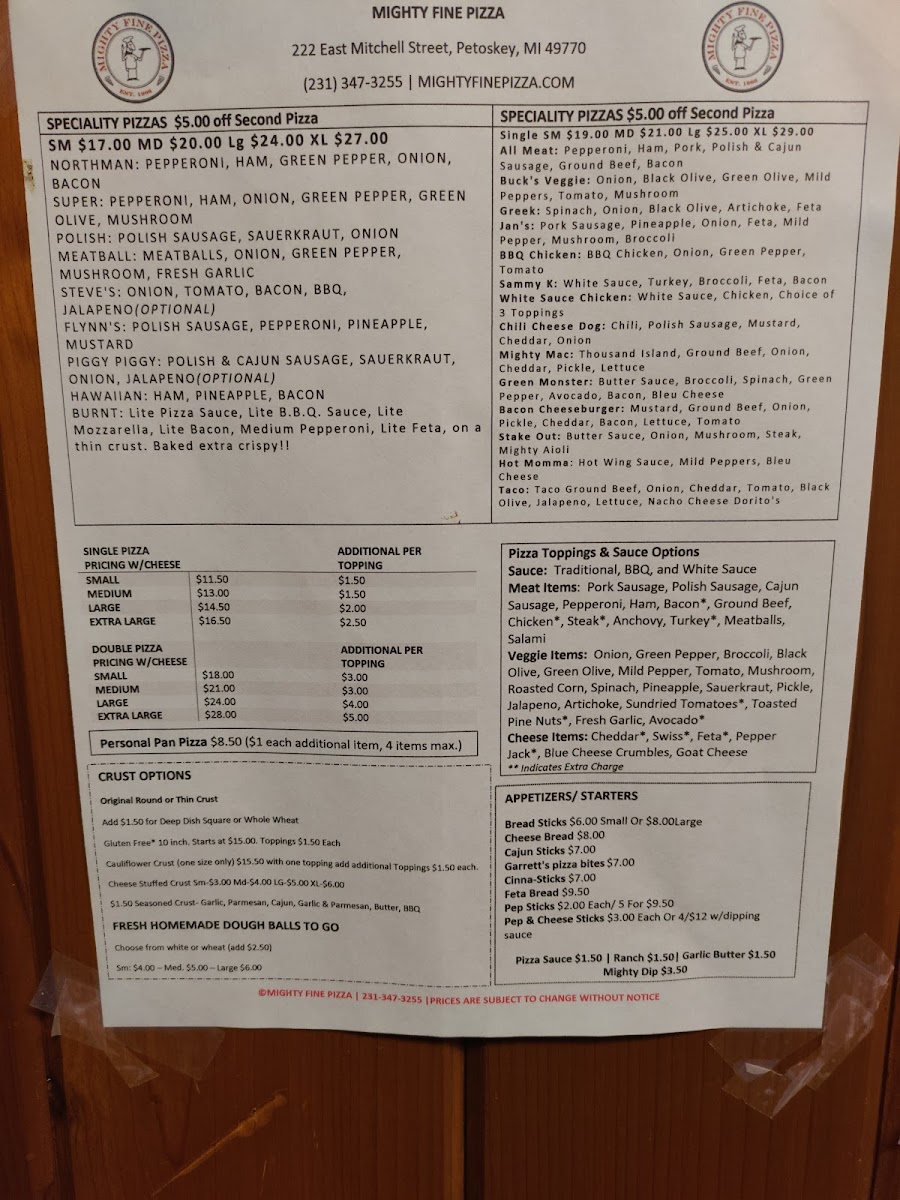 MIGHTY FINE PIZZA
222 East Mitchell Street, Petoskey, MI 49770
(231) 347-3255 | MIGHTYFINEPIZZA.COM
MIGHTY FINE PIZZA
MIGHTY FINE PIZZA
SPECIALITY PIZZAS $5.00 off Second Pizza
SM $17.00 MD $20.00 Lg $24.00 XL $27.00
NORTHMAN: PEPPERONI, HAM, GREEN PEPPER, ONION,
BACON
SUPER: PEPPERONI, HAM, ONION, GREEN PEPPER, GREEN
OLIVE, MUSHROOM
POLISH: POLISH SAUSAGE, SAUERKRAUT, ONION
MEATBALL: MEATBALLS, ONION, GREEN PEPPER,
MUSHROOM, FRESH GARLIC
STEVE'S: ONION, TOMATO, BACON, BBQ,
JALAPENO(OPTIONAL)
FLYNN'S: POLISH SAUSAGE, PEPPERONI, PINEAPPLE,
MUSTARD
PIGGY PIGGY: POLISH & CAJUN SAUSAGE, SAUERKRAUT,
ONION, JALAPENO(OPTIONAL)
HAWAIIAN: HAM, PINEAPPLE, BACON
BURNT: Lite Pizza Sauce, Lite B.B.Q. Sauce, Lite
Mozzarella, Lite Bacon, Medium Pepperoni, Lite Feta, on a
thin crust. Baked extra crispy!!
SPECIALITY PIZZAS $5.00 off Second Pizza
Single SM $19.00 MD $21.00 Lg $25.00 XL $29.00
All Meat: Pepperoni, Ham, Pork, Polish & Cajun
Sausage, Ground Beef, Bacon
Buck's Veggie: Onion, Black Olive, Green Olive, Mild
Peppers, Tomato, Mushroom
Greek: Spinach, Onion, Black Olive, Artichoke, Feta
Jan's: Pork Sausage, Pineapple, Onion, Feta, Mild
Pepper, Mushroom, Broccoli
BBQ Chicken: BBQ Chicken, Onion, Green Pepper,
Tomato
Sammy K: White Sauce, Turkey, Broccoli, Feta, Bacon
White Sauce Chicken: White Sauce, Chicken, Choice of
3 Toppings
Chili Cheese Dog: Chili, Polish Sausage, Mustard,
Cheddar, Onion
Mighty Mac: Thousand Island, Ground Beef, Onion,
Cheddar, Pickle, Lettuce
Green Monster: Butter Sauce, Broccoli, Spinach, Green
Pepper, Avocado, Bacon, Bleu Cheese
Bacon Cheeseburger: Mustard, Ground Beef, Onion,
Pickle, Cheddar, Bacon, Lettuce, Tomato
Stake Out: Butter Sauce, Onion, Mushroom, Steak,
Mighty Aioli
Hot Momma: Hot Wing Sauce, Mild Peppers, Bleu
Cheese
Taco: Taco Ground Beef, Onion, Cheddar, Tomato, Black
Olive, Jalapeno, Lettuce, Nacho Cheese Dorito's
SINGLE PIZZA ADDITIONAL PER
PRICING W/CHEESE TOPPING
SMALL $11.50 $1.50
MEDIUM $13.00 $1.50
LARGE $14.50 $2.00
EXTRA LARGE $16.50 $2.50
DOUBLE PIZZA ADDITIONAL PER
PRICING W/CHEESE TOPPING
SMALL $18.00 $3.00
MEDIUM $21.00 $3.00
LARGE $24.00 $4.00
EXTRA LARGE $28.00 $5.00
Personal Pan Pizza $8.50 ($1 each additional item, 4 items max.)
CRUST OPTIONS
Original Round or Thin Crust
Add $1.50 for Deep Dish Square or Whole Wheat
Gluten Free* 10 inch. Starts at $15.00. Toppings $1.50 Each
Cauliflower Crust (one size only) $15.50 with one topping add additional Toppings $1.50 each.
Cheese Stuffed Crust Sm-$3.00 Md-$4.00 LG-$5.00 XL-$6.00
$1.50 Seasoned Crust- Garlic, Parmesan, Cajun, Garlic & Parmesan, Butter, BBQ
FRESH HOMEMADE DOUGH BALLS TO GO
Choose from white or wheat (add $2.50)
Sm: $4.00 – Med. $5.00 – Large $6.00
Pizza Toppings & Sauce Options
Sauce: Traditional, BBQ, and White Sauce
Meat Items: Pork Sausage, Polish Sausage, Cajun
Sausage, Pepperoni, Ham, Bacon*, Ground Beef,
Chicken*, Steak*, Anchovy, Turkey*, Meatballs,
Salami
Veggie Items: Onion, Green Pepper, Broccoli, Black
Olive, Green Olive, Mild Pepper, Tomato, Mushroom,
Roasted Corn, Spinach, Pineapple, Sauerkraut, Pickle,
Jalapeno, Artichoke, Sundried Tomatoes*, Toasted
Pine Nuts*, Fresh Garlic, Avocado*
Cheese Items: Cheddar*, Swiss*, Feta*, Pepper
Jack*, Blue Cheese Crumbles, Goat Cheese
** Indicates Extra Charge
APPETIZERS/ STARTERS
Bread Sticks $6.00 Small Or $8.00Large
Cheese Bread $8.00
Cajun Sticks $7.00
Garrett's pizza bites $7.00
Cinna-Sticks $7.00
Feta Bread $9.50
Pep Sticks $2.00 Each/ 5 For $9.50
Pep & Cheese Sticks $3.00 Each Or 4/$12 w/dipping
sauce
Pizza Sauce $1.50 | Ranch $1.50| Garlic Butter $1.50
Mighty Dip $3.50
©MIGHTY FINE PIZZA | 231-347-3255 |PRICES ARE SUBJECT TO CHANGE WITHOUT NOTICE